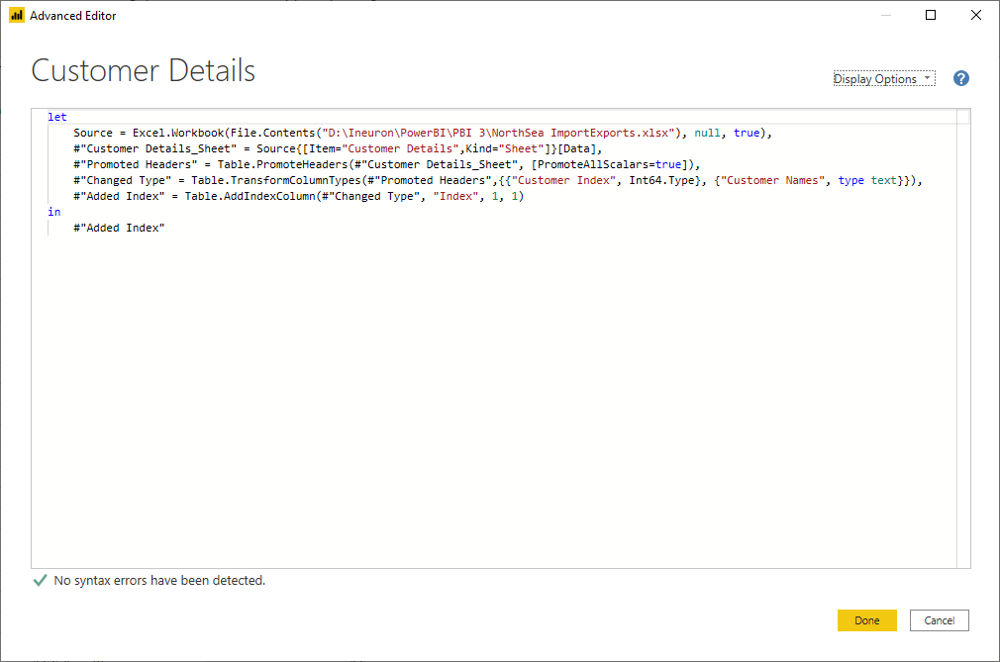 Advanced Editor
Customer Details
Display Options
?
let
    Source = Excel.Workbook(File.Contents("D:\Ineuron\PowerBI\PBI 3\NorthSea ImportExports.xlsx"), null, true),
    #"Customer Details_Sheet" = Source{[Item="Customer Details",Kind="Sheet"]}[Data],
    #"Promoted Headers" = Table.PromoteHeaders(#"Customer Details_Sheet", [PromoteAllScalars=true]),
    #"Changed Type" = Table.TransformColumnTypes(#"Promoted Headers",{{"Customer Index", Int64.Type}, {"Customer Names", type text}}),
    #"Added Index" = Table.AddIndexColumn(#"Changed Type", "Index", 1, 1)
in
    #"Added Index"
No syntax errors have been detected.
Done Cancel